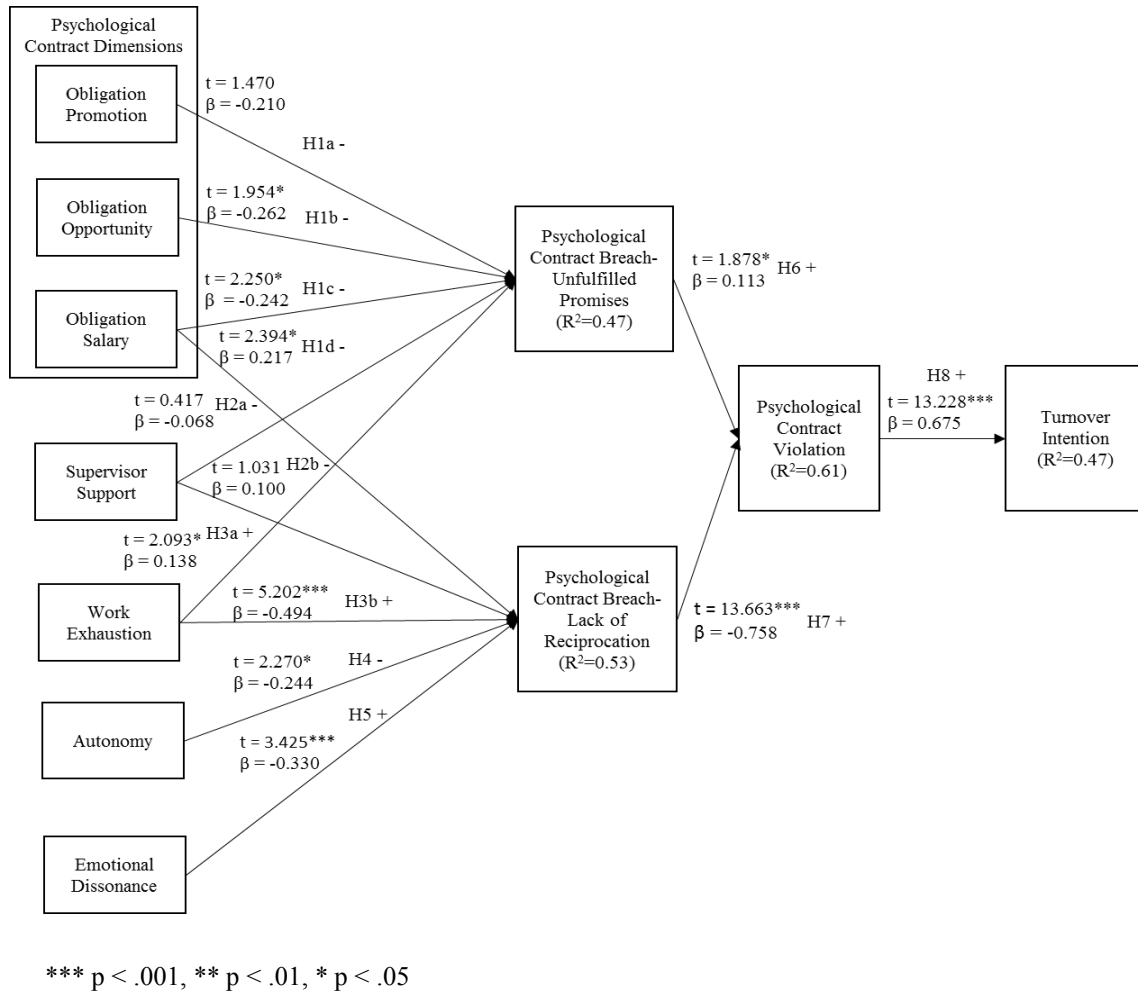 Psychological
Contract Dimensions
Obligation
Promotion
t = 1.470
β = -0.210
H1a -
Obligation
Opportunity
t = 1.954*
β = -0.262
H1b -
Obligation
Salary
t = 2.250*
β = -0.242
H1c -
t = 2.394*
β = 0.217
H1d -
Psychological
Contract Breach-
Unfulfilled
Promises
(R²=0.47)
t = 1.878*
β = 0.113
H6 +
t = 0.417
β = -0.068
H2a -
Supervisor
Support
t = 1.031
β = 0.100
H2b -
Psychological
Contract
Violation
(R²=0.61)
H8 +
t = 13.228***
β = 0.675
Turnover
Intention
(R²=0.47)
t = 2.093*
β = 0.138
H3a +
Work
Exhaustion
t = 5.202***
β = -0.494
H3b +
Psychological
Contract Breach-
Lack of
Reciprocation
(R²=0.53)
t = 13.663***
β = -0.758
H7 +
t = 2.270*
β = -0.244
H4 -
Autonomy
H5 +
t = 3.425***
β = -0.330
Emotional
Dissonance
*** p < .001, ** p < .01, * p < .05